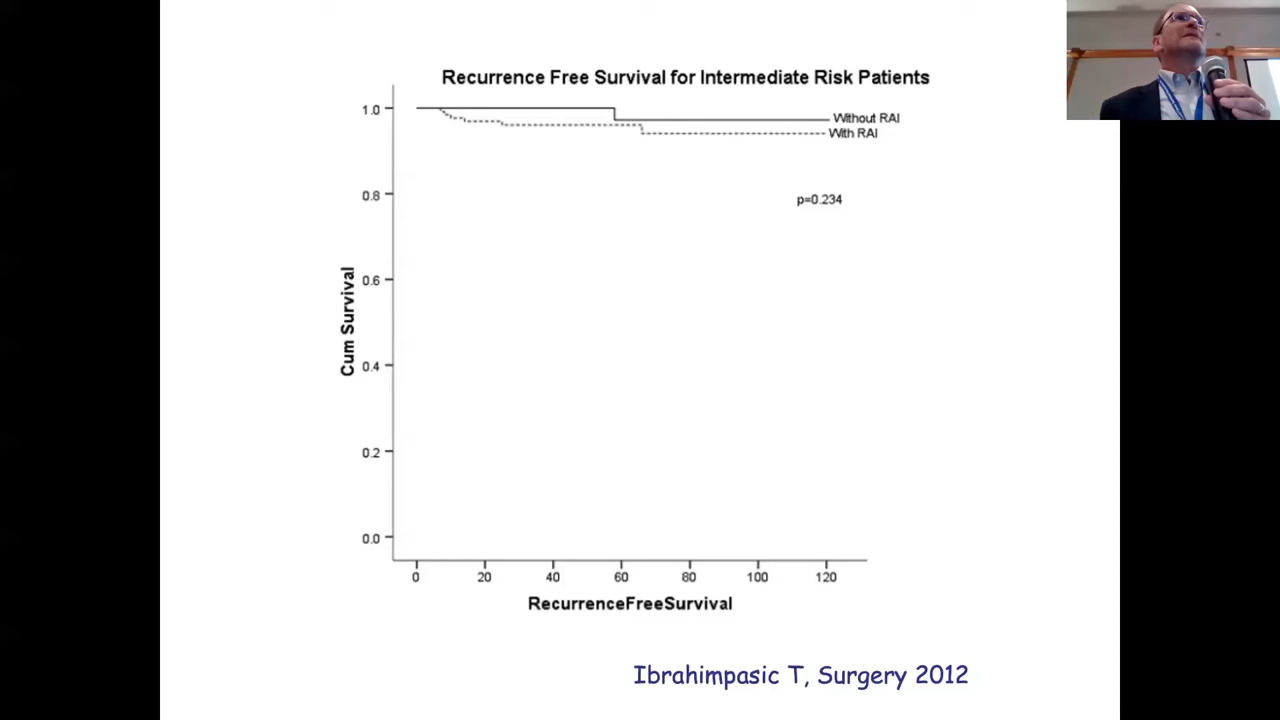 Recurrence Free Survival for Intermediate Risk Patients
1.0
Without RAI
With RAI
0.8
p=0.234
0.6
Cum Survival
0.4
0.2
0.0
0 20 40 60 80 100 120
RecurrenceFreeSurvival
Ibrahimpasic T, Surgery 2012